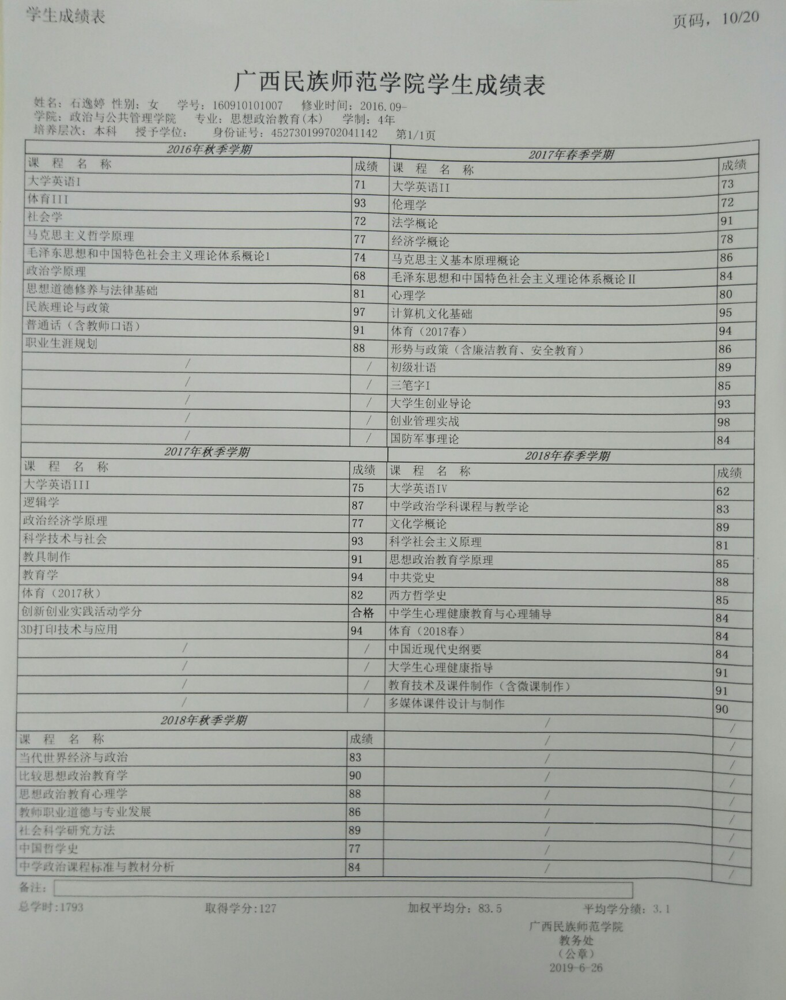 学生成绩表
页码，10/20
广西民族师范学院学生成绩表
姓名：石逸婷 性别：女 学号：160910101007 修业时间：2016.09-
学院：政治与公共管理学院 专业：思想政治教育(本) 学制：4年
培养层次：本科 授予学位： 身份证号：452730199702041142 第1/1页
2016年秋季学期 2017年春季学期
课 程 名 称 成绩 课 程 名 称 成绩
大学英语I 71 大学英语II 73
体育III 93 伦理学 72
社会学 72 法学概论 91
马克思主义哲学原理 77 经济学概论 78
毛泽东思想和中国特色社会主义理论体系概论1 74 马克思主义基本原理概论 86
政治学原理 68 毛泽东思想和中国特色社会主义理论体系概论Ⅱ 84
思想道德修养与法律基础 81 心理学 80
民族理论与政策 97 计算机文化基础 95
普通话（含教师口语） 91 体育（2017春） 94
职业生涯规划 88 形势与政策（含廉洁教育、安全教育） 86
/ / 初级壮语 89
/ / 三笔字I 85
/ / 大学生创业导论 93
/ / 创业管理实战 98
/ / 国防军事理论 84
2017年秋季学期 2018年春季学期
课 程 名 称 成绩 课 程 名 称 成绩
大学英语III 75 大学英语IV 62
逻辑学 87 中学政治学科课程与教学论 83
政治经济学原理 77 文化学概论 89
科学技术与社会 93 科学社会主义原理 81
教具制作 91 思想政治教育学原理 85
教育学 94 中共党史 88
体育（2017秋） 82 西方哲学史 85
创新创业实践活动学分 合格 中学生心理健康教育与心理辅导 84
3D打印技术与应用 94 体育（2018春） 84
/ / 中国近现代史纲要 84
/ / 大学生心理健康指导 91
/ / 教育技术及课件制作（含微课制作） 91
/ / 多媒体课件设计与制作 90
2018年秋季学期 / /
课 程 名 称 成绩 / /
当代世界经济与政治 83 / /
比较思想政治教育学 90 / /
思想政治教育心理学 88 / /
教师职业道德与专业发展 86 / /
社会科学研究方法 89 / /
中国哲学史 77 / /
中学政治课程标准与教材分析 84 / /
备注：
总学时:1793 取得学分:127 加权平均分：83.5 平均学分绩：3.1
广西民族师范学院
教务处
（公章）
2019-6-26